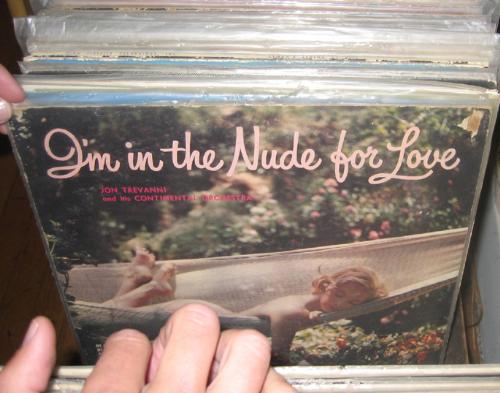 I'm in the Nude for Love
JON TREVANNI
and his CONTINENTAL ORCHESTRA